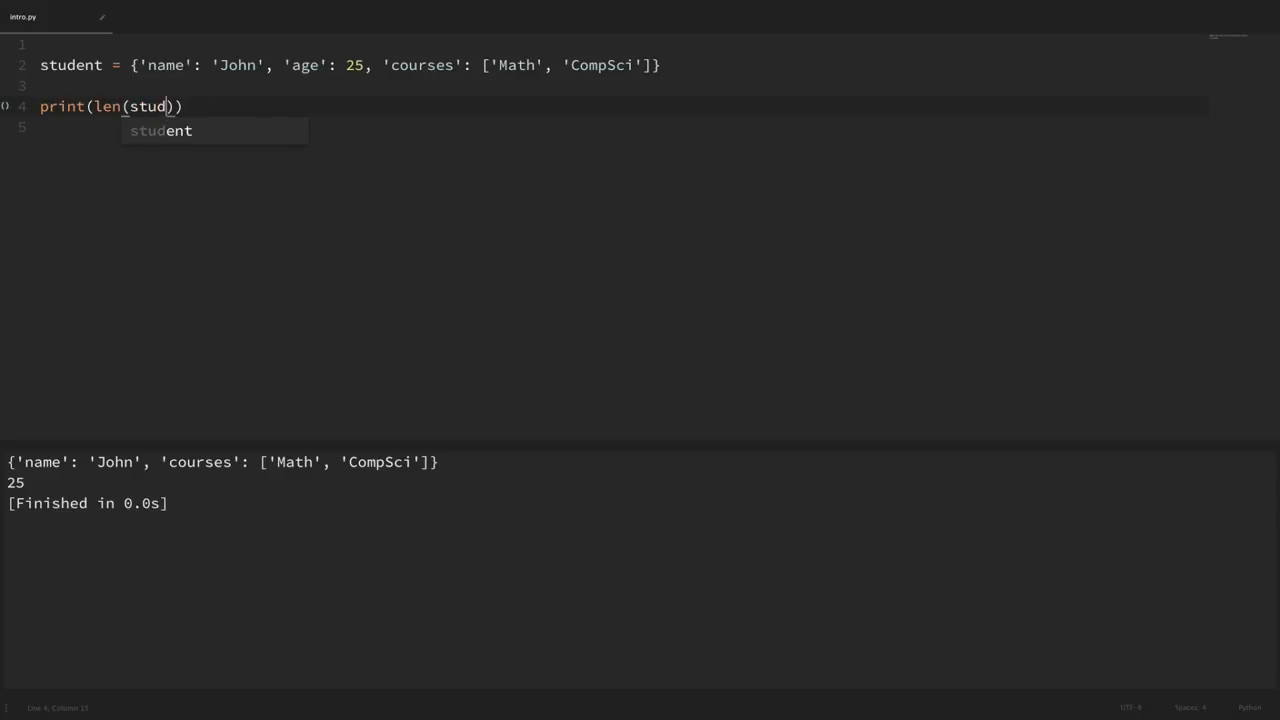 intro.py
1
2 student = {'name': 'John', 'age': 25, 'courses': ['Math', 'CompSci']}
3
{} 4 print(len(stud))
student
5
{'name': 'John', 'courses': ['Math', 'CompSci']}
25
[Finished in 0.0s]
Line 4, Column 15 UTF-8 Spaces: 4 Python